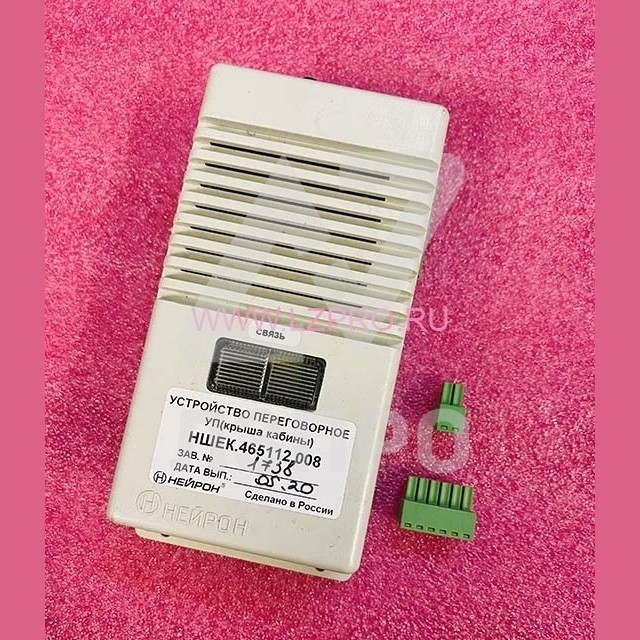 WWW.LZPRO.RU
СВЯЗЬ
УСТРОЙСТВО ПЕРЕГОВОРНОЕ
УП(крыша кабины)
НШЕК.465112.008
ЗАВ. № 1738
ДАТА ВЫП.: 05.20
Н НЕЙРОН® Сделано в России
Н НЕЙРОН